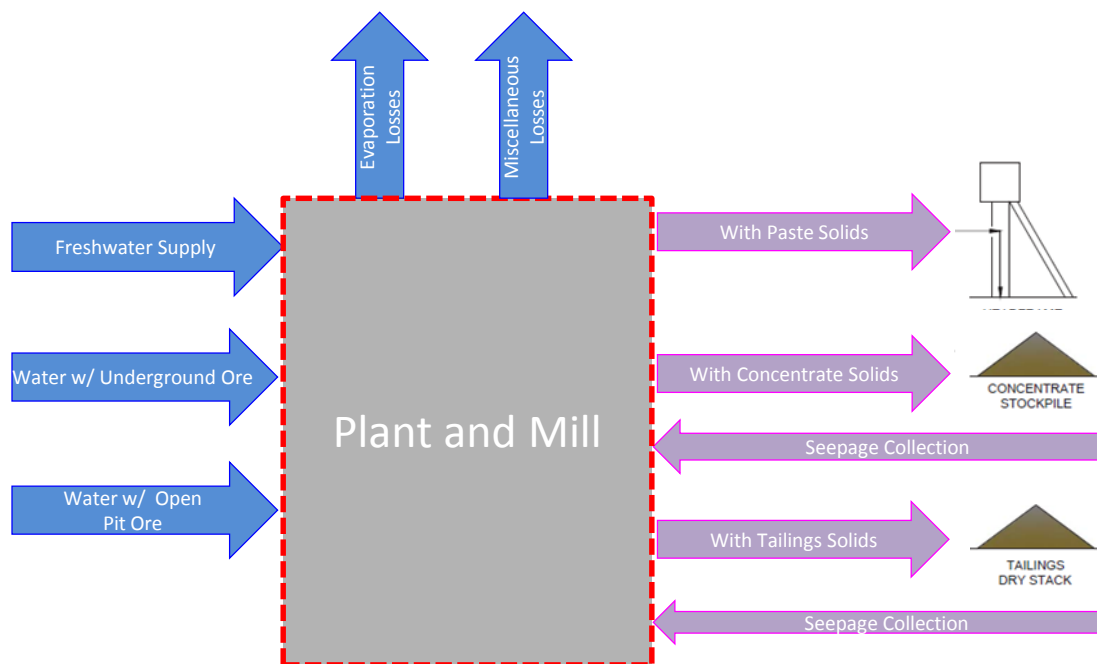 Evaporation
Losses
Miscellaneous
Losses
Freshwater Supply
With Paste Solids
Water w/ Underground Ore
With Concentrate Solids
CONCENTRATE
STOCKPILE
Plant and Mill
Seepage Collection
Water w/ Open
Pit Ore
With Tailings Solids
TAILINGS
DRY STACK
Seepage Collection